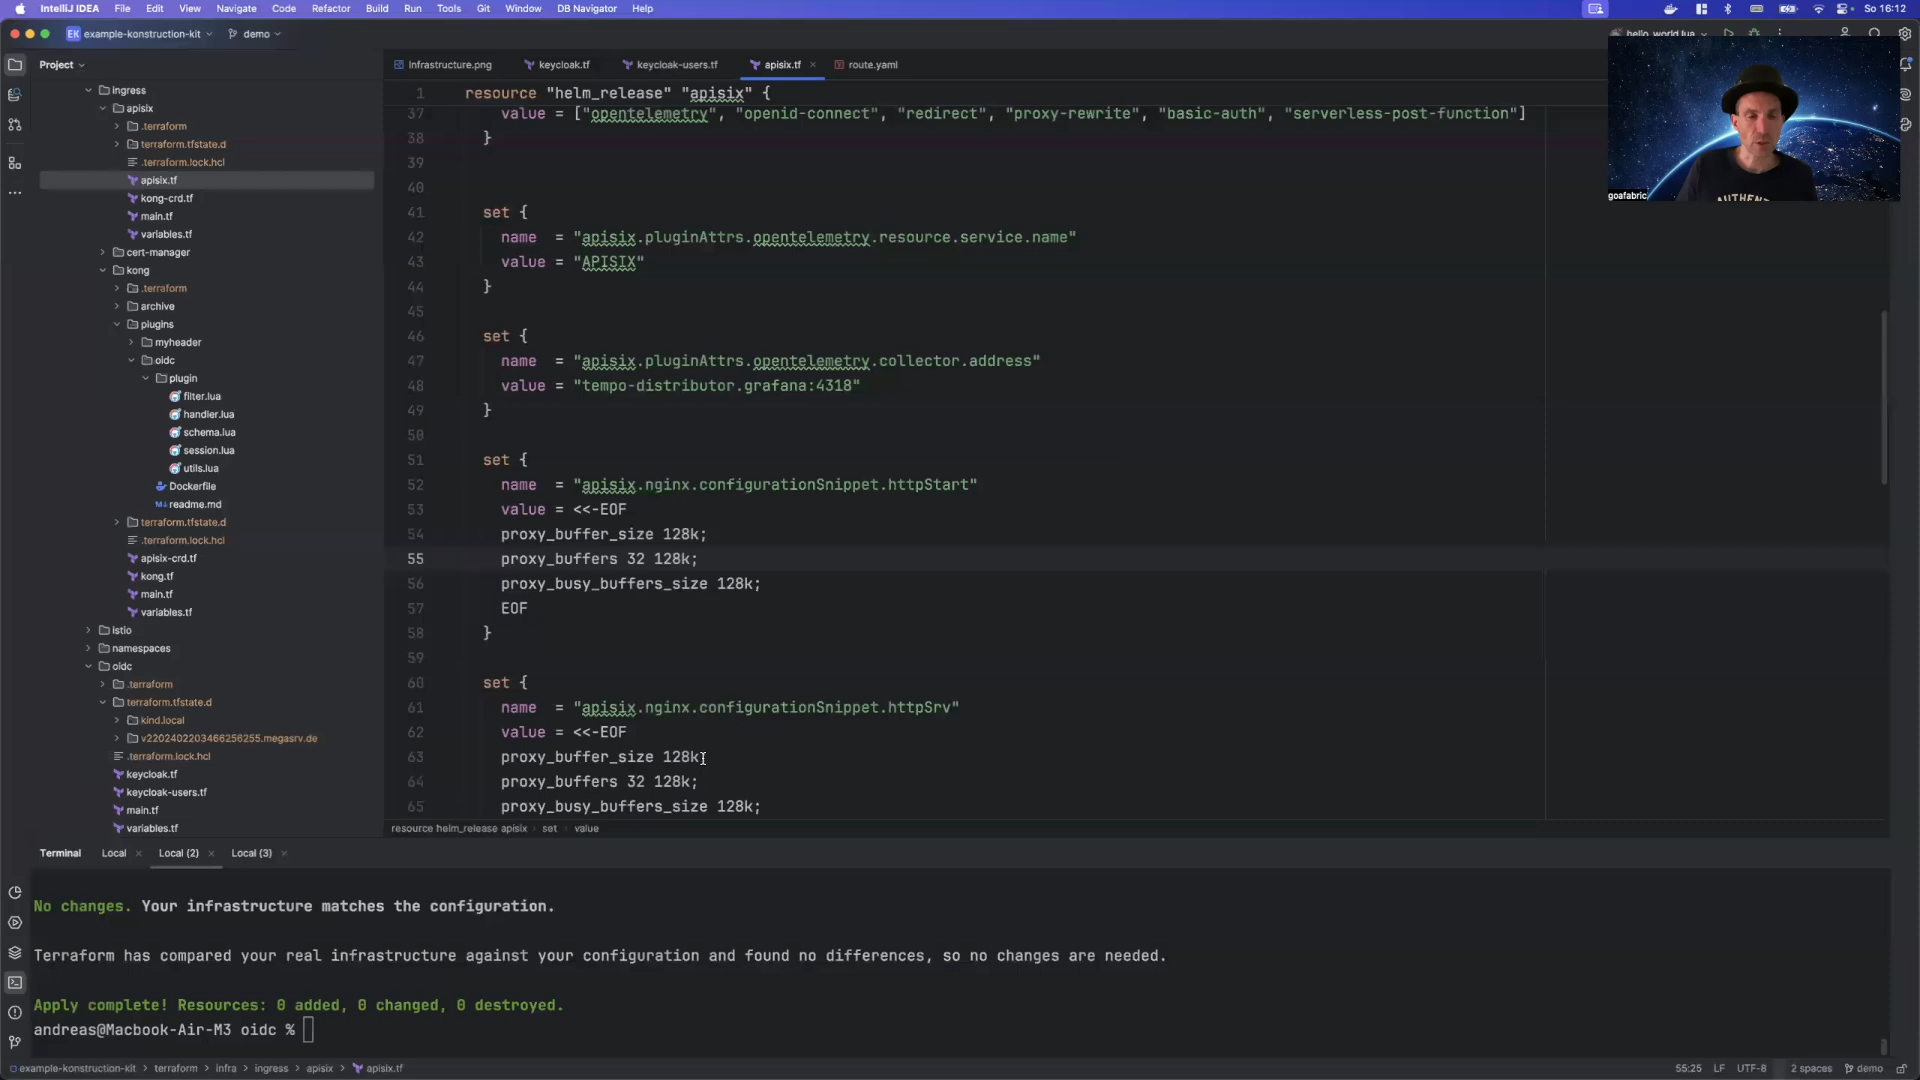 IntelliJ IDEA File Edit View Navigate Code Refactor Build Run Tools Git Window DB Navigator Help So 16:12
EK example-konstruction-kit demo hello_world.lua
Project
ingress
apisix
.terraform
terraform.tfstate.d
.terraform.lock.hcl
apisix.tf
kong-crd.tf
main.tf
variables.tf
cert-manager
kong
.terraform
archive
plugins
myheader
oidc
plugin
filter.lua
handler.lua
schema.lua
session.lua
utils.lua
Dockerfile
M↓ readme.md
terraform.tfstate.d
.terraform.lock.hcl
apisix-crd.tf
kong.tf
main.tf
variables.tf
istio
namespaces
oidc
.terraform
terraform.tfstate.d
kind.local
v2202402203466256255.megasrv.de
.terraform.lock.hcl
keycloak.tf
keycloak-users.tf
main.tf
variables.tf
Infrastructure.png keycloak.tf keycloak-users.tf apisix.tf route.yaml
1 resource "helm_release" "apisix" {
37 value = ["opentelemetry", "openid-connect", "redirect", "proxy-rewrite", "basic-auth", "serverless-post-function"]
38 }
39
40
41 set {
42 name = "apisix.pluginAttrs.opentelemetry.resource.service.name"
43 value = "APISIX"
44 }
45
46 set {
47 name = "apisix.pluginAttrs.opentelemetry.collector.address"
48 value = "tempo-distributor.grafana:4318"
49 }
50
51 set {
52 name = "apisix.nginx.configurationSnippet.httpStart"
53 value = <<-EOF
54 proxy_buffer_size 128k;
55 proxy_buffers 32 128k;
56 proxy_busy_buffers_size 128k;
57 EOF
58 }
59
60 set {
61 name = "apisix.nginx.configurationSnippet.httpSrv"
62 value = <<-EOF
63 proxy_buffer_size 128k;
64 proxy_buffers 32 128k;
65 proxy_busy_buffers_size 128k;
resource helm_release apisix › set › value
goafabric
Terminal Local Local (2) Local (3)
No changes. Your infrastructure matches the configuration.
Terraform has compared your real infrastructure against your configuration and found no differences, so no changes are needed.
Apply complete! Resources: 0 added, 0 changed, 0 destroyed.
andreas@Macbook-Air-M3 oidc %
example-konstruction-kit › terraform › infra › ingress › apisix › apisix.tf 55:25 LF UTF-8 2 spaces demo